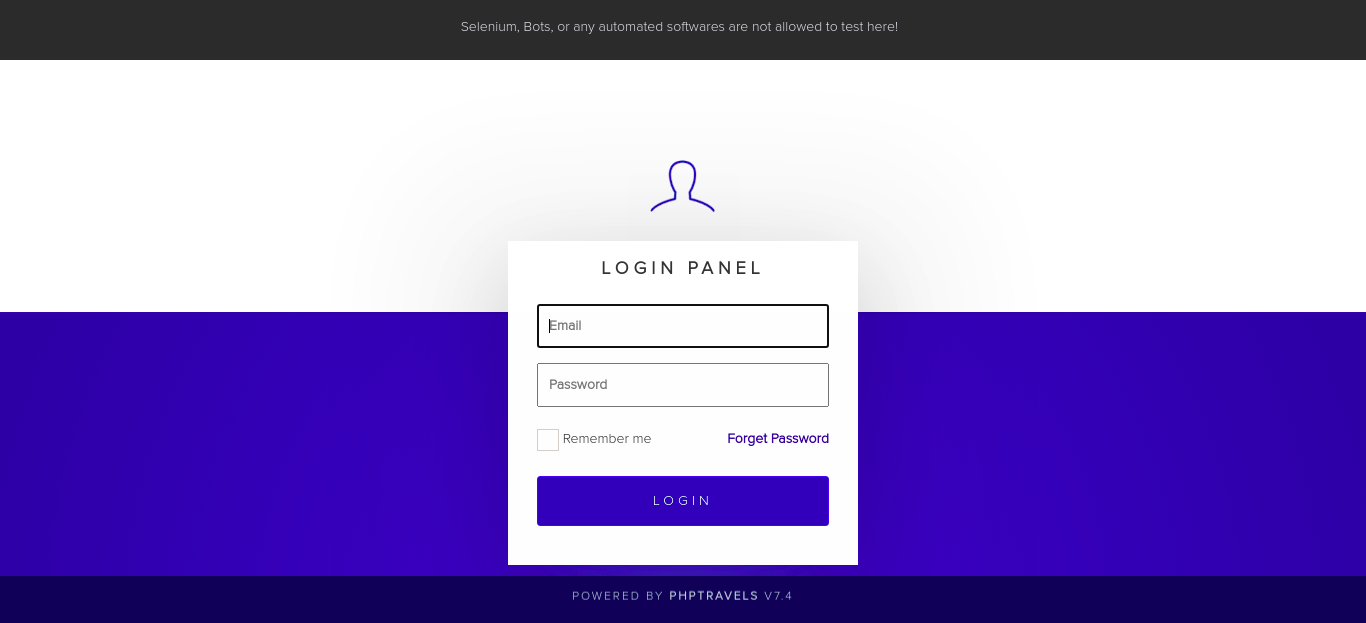 Selenium, Bots, or any automated softwares are not allowed to test here!
LOGIN PANEL
Email
Password
Remember me Forget Password
LOGIN
POWERED BY PHPTRAVELS V7.4